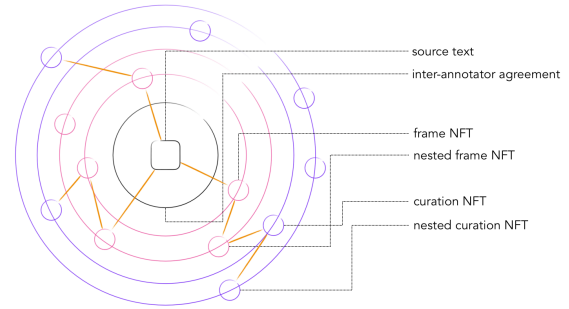 source text
inter-annotator agreement
frame NFT
nested frame NFT
curation NFT
nested curation NFT